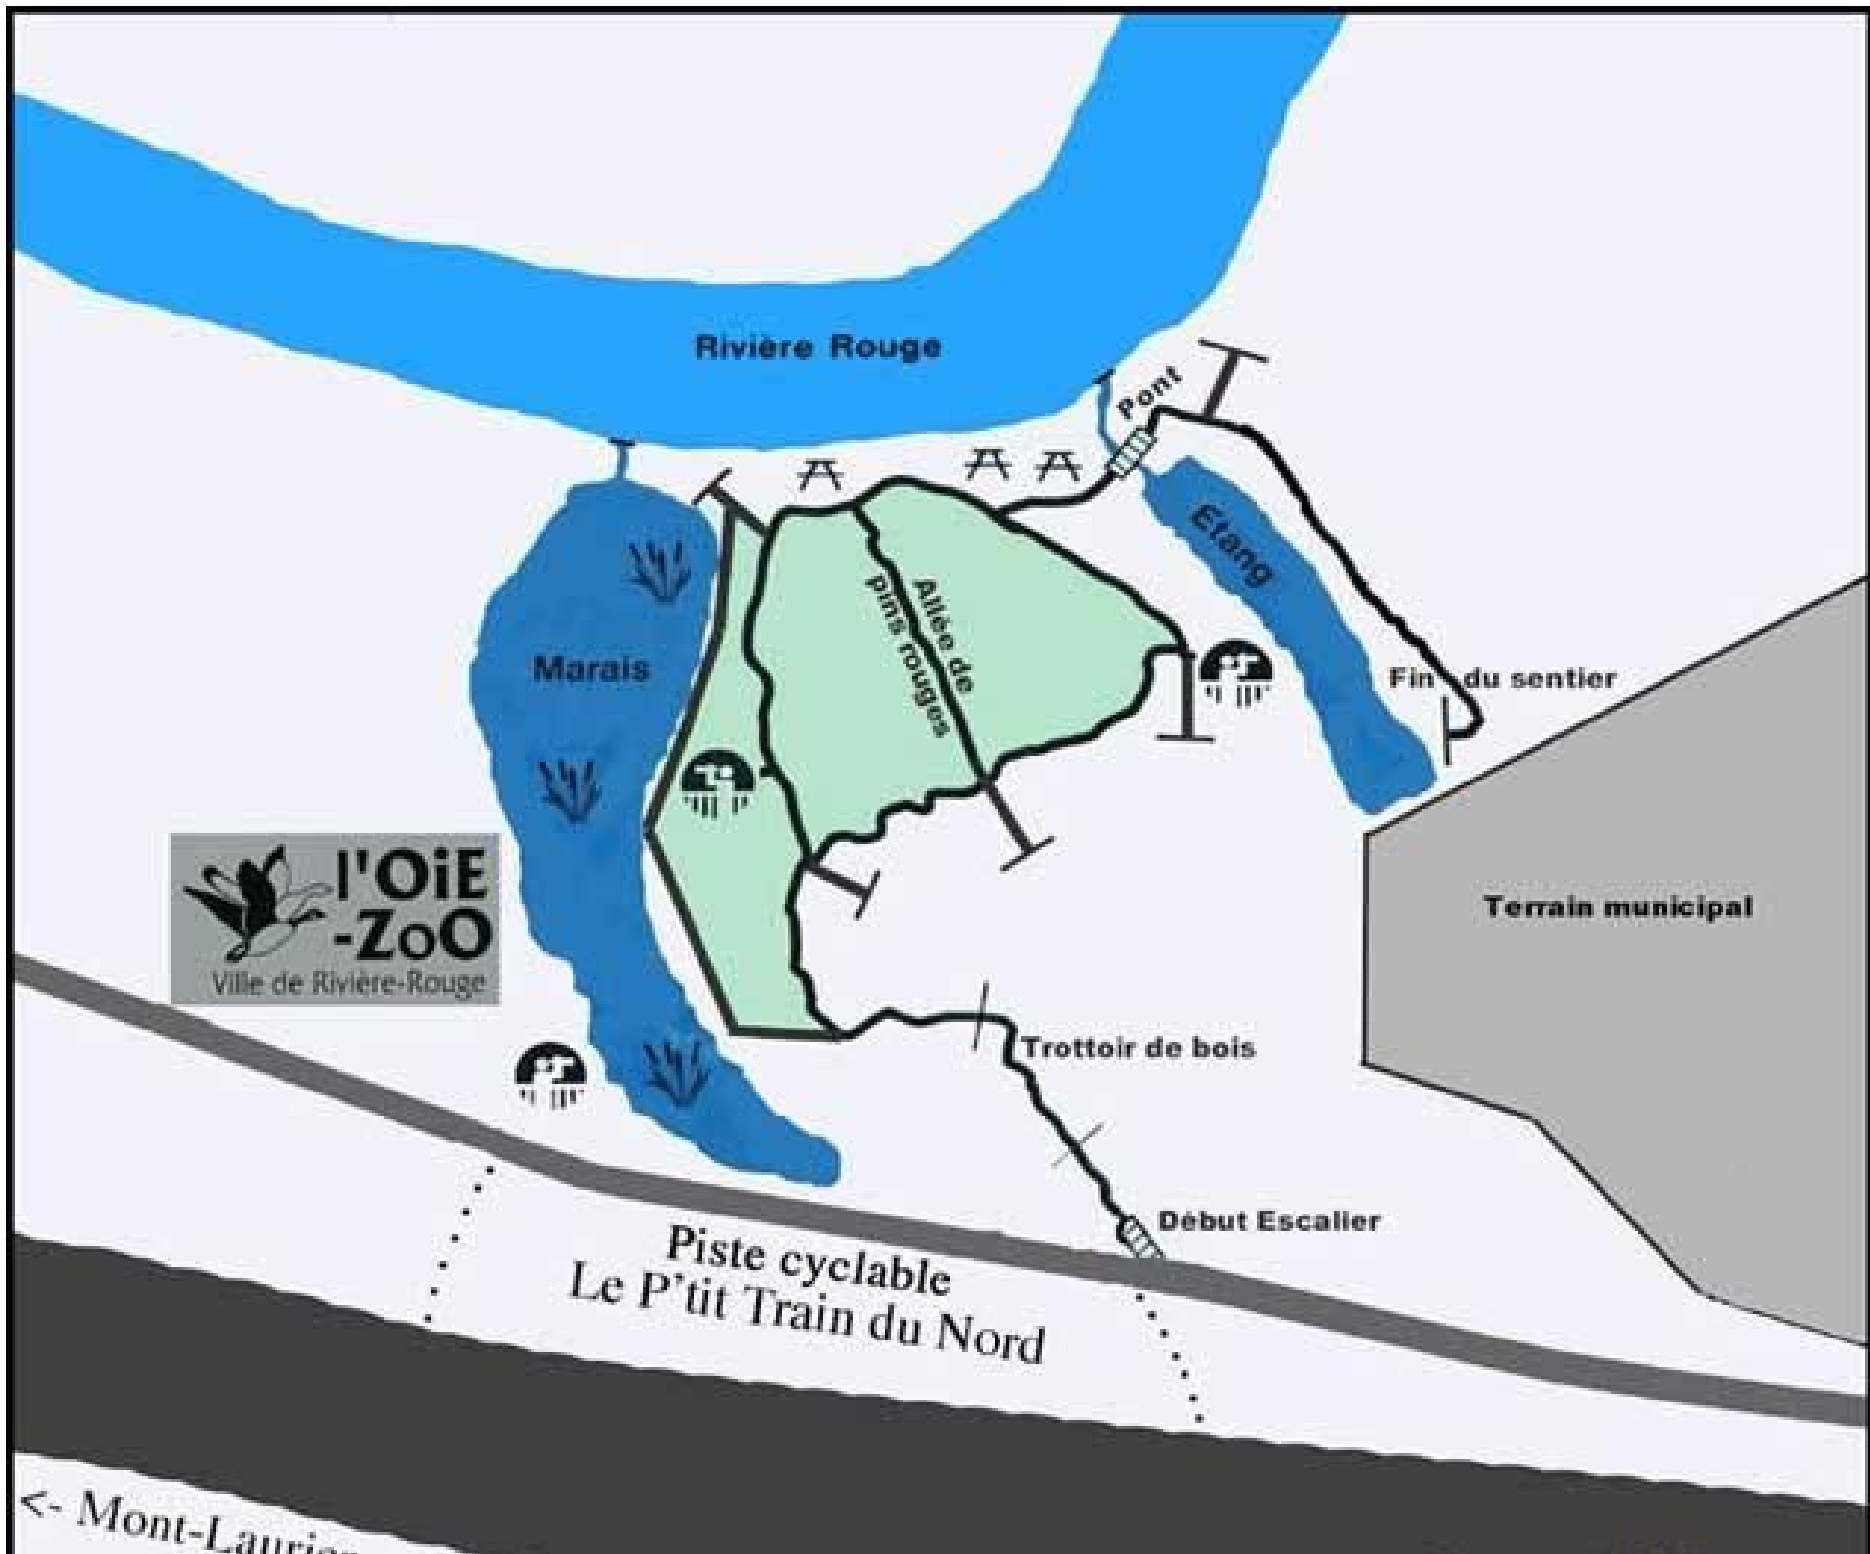 Rivière Rouge
Pont
Etang
Allée de
pins rouges
Marais
Fin du sentier
l'OiE
-ZoO
Ville de Rivière-Rouge
Terrain municipal
Trottoir de bois
Début Escalier
Piste cyclable
Le P'tit Train du Nord
<- Mont-Laurier